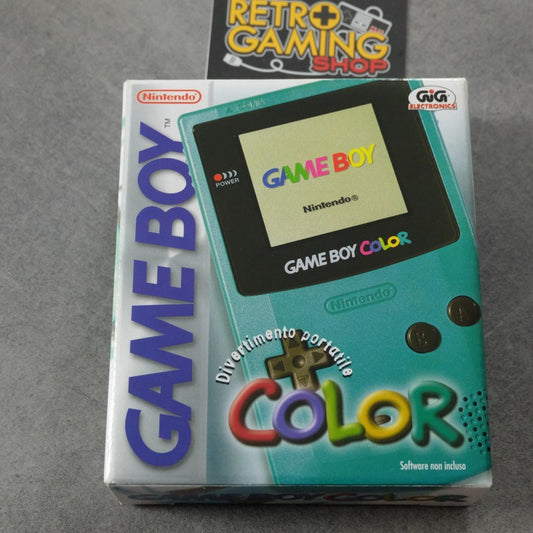 RETRO
GAMING
SHOP
Nintendo
GiG
ELECTRONICS
GAME BOY™
POWER
GAME BOY
Nintendo®
GAME BOY COLOR
Nintendo
B
A
Divertimento portatile
COLOR
Software non incluso
GAME BOY COLOR